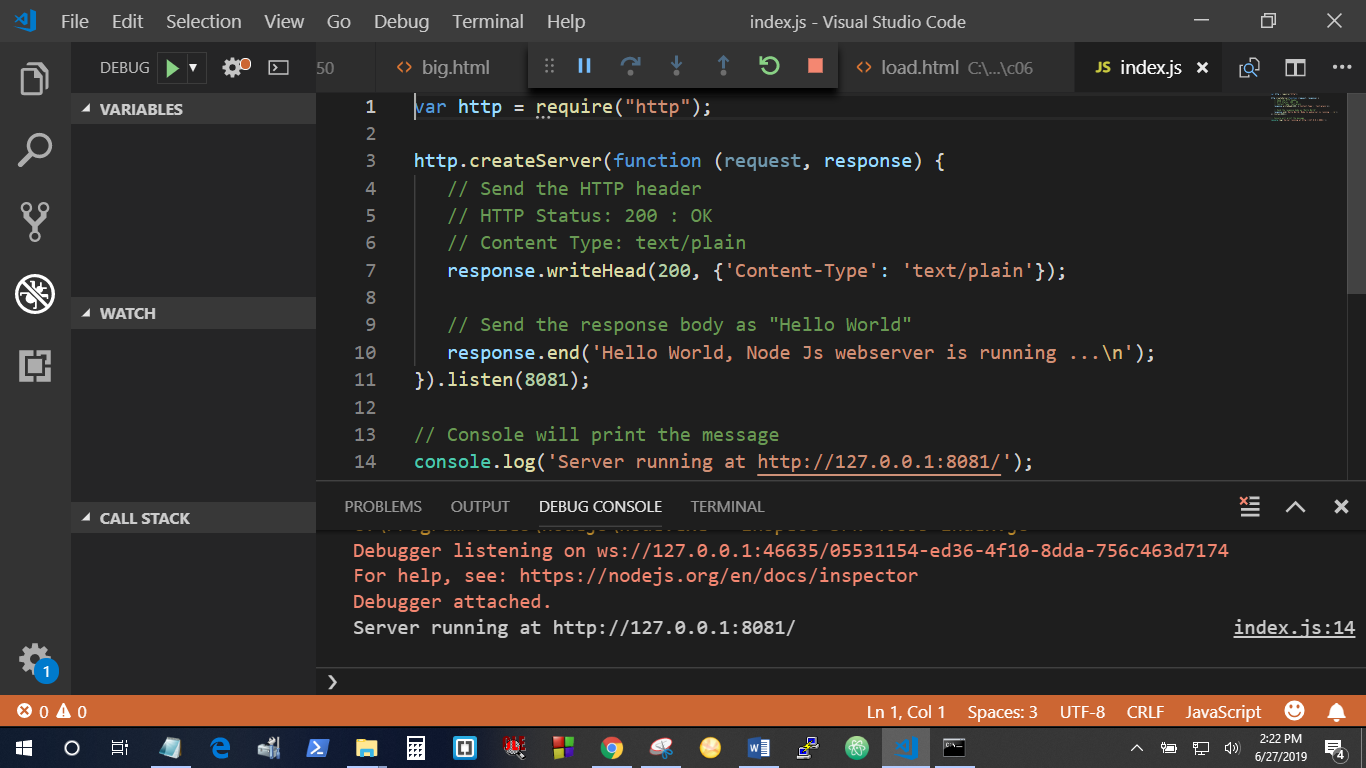 File Edit Selection View Go Debug Terminal Help index.js - Visual Studio Code
DEBUG 50 big.html load.html C:\...\c06 JS index.js
VARIABLES
WATCH
CALL STACK
1 var http = require("http");
2
3 http.createServer(function (request, response) {
4 // Send the HTTP header
5 // HTTP Status: 200 : OK
6 // Content Type: text/plain
7 response.writeHead(200, {'Content-Type': 'text/plain'});
8
9 // Send the response body as "Hello World"
10 response.end('Hello World, Node Js webserver is running ...\n');
11 }).listen(8081);
12
13 // Console will print the message
14 console.log('Server running at http://127.0.0.1:8081/');
PROBLEMS OUTPUT DEBUG CONSOLE TERMINAL
Debugger listening on ws://127.0.0.1:46635/05531154-ed36-4f10-8dda-756c463d7174
For help, see: https://nodejs.org/en/docs/inspector
Debugger attached.
Server running at http://127.0.0.1:8081/ index.js:14
1
0 0 Ln 1, Col 1 Spaces: 3 UTF-8 CRLF JavaScript
2:22 PM
6/27/2019
4